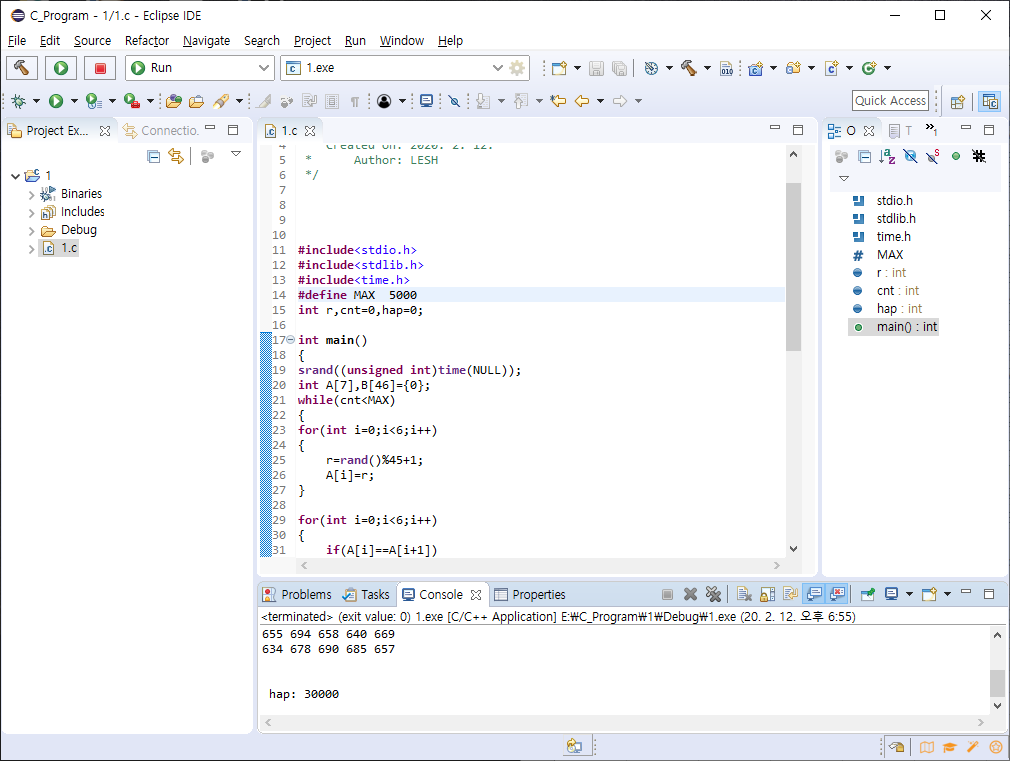 C_Program - 1/1.c - Eclipse IDE
File Edit Source Refactor Navigate Search Project Run Window Help
Run
1.exe
Quick Access
Project Ex...
Connectio...
1
Binaries
Includes
Debug
1.c
1.c
4 Created on: 2020. 2. 12.
5 * Author: LESH
6 */
7
8
9
10
11 #include<stdio.h>
12 #include<stdlib.h>
13 #include<time.h>
14 #define MAX 5000
15 int r,cnt=0,hap=0;
16
17 int main()
18 {
19 srand((unsigned int)time(NULL));
20 int A[7],B[46]={0};
21 while(cnt<MAX)
22 {
23 for(int i=0;i<6;i++)
24 {
25 r=rand()%45+1;
26 A[i]=r;
27 }
28
29 for(int i=0;i<6;i++)
30 {
31 if(A[i]==A[i+1])
O
T
»1
stdio.h
stdlib.h
time.h
MAX
r : int
cnt : int
hap : int
main() : int
Problems Tasks Console Properties
<terminated> (exit value: 0) 1.exe [C/C++ Application] E:₩C_Program₩1₩Debug₩1.exe (20. 2. 12. 오후 6:55)
655 694 658 640 669
634 678 690 685 657
hap: 30000